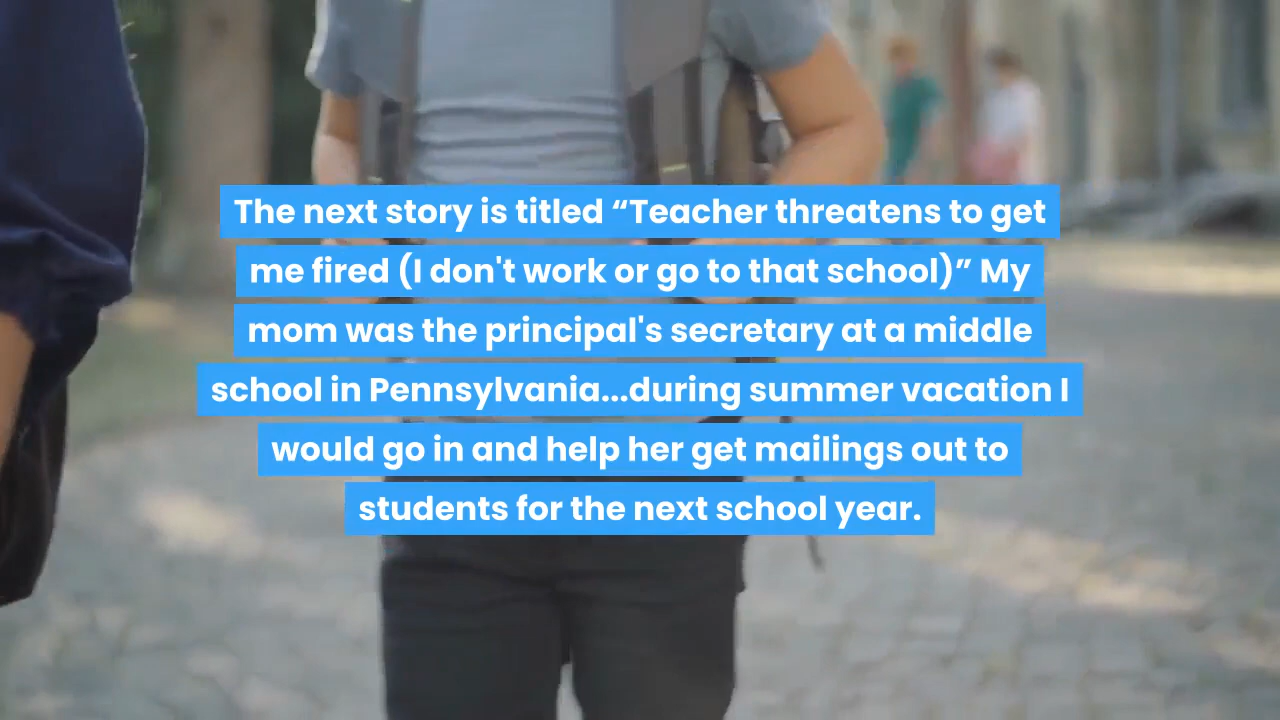 The next story is titled “Teacher threatens to get
me fired (I don't work or go to that school)” My
mom was the principal's secretary at a middle
school in Pennsylvania...during summer vacation I
would go in and help her get mailings out to
students for the next school year.